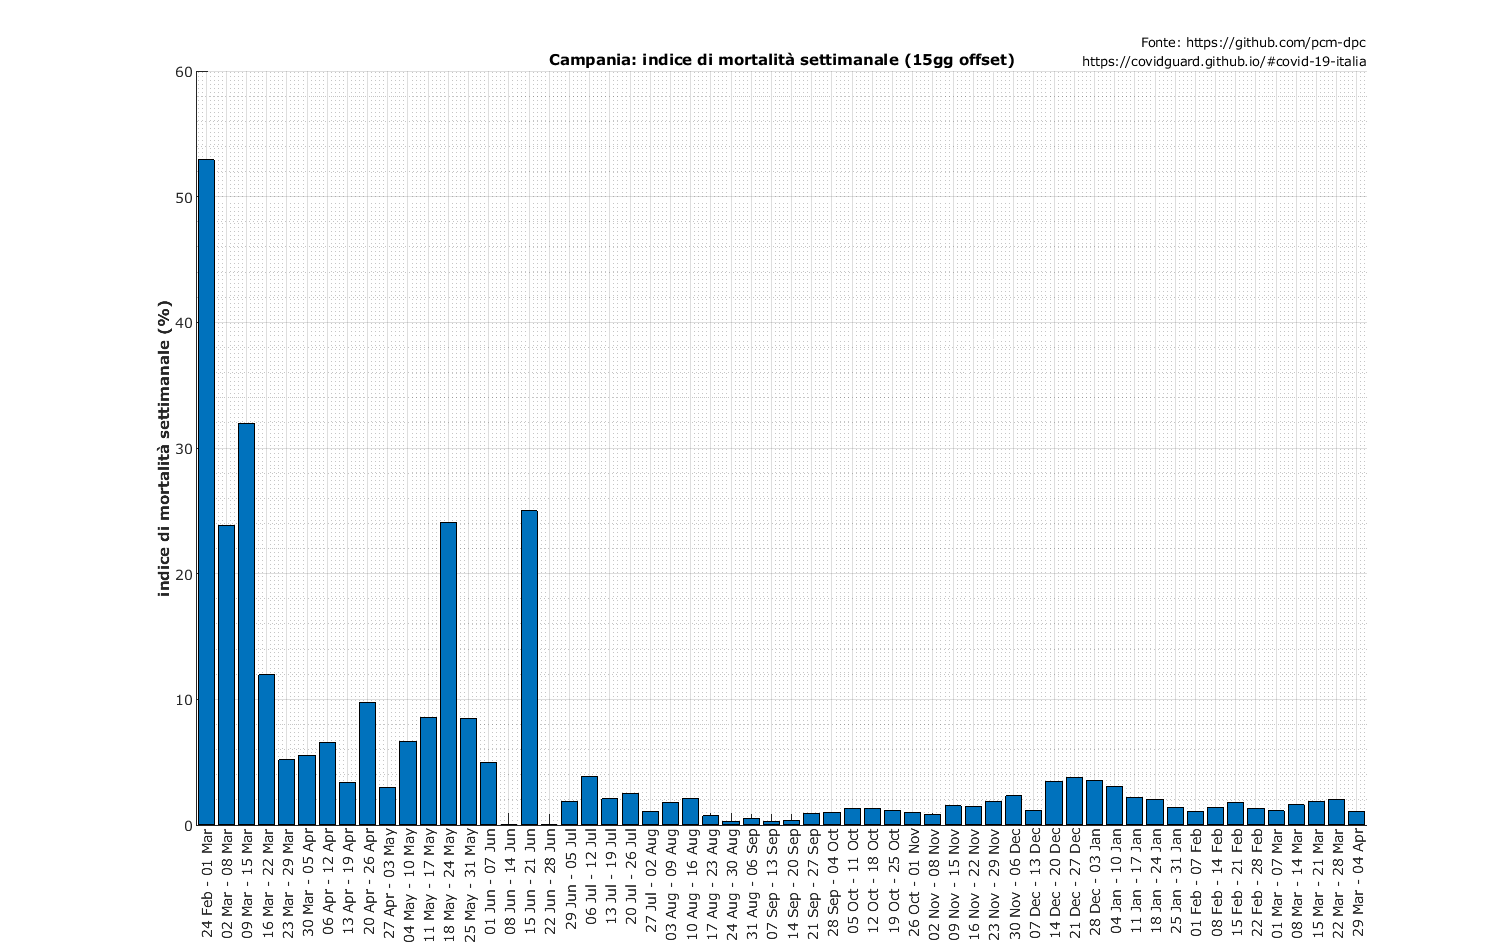 Fonte: https://github.com/pcm-dpc
Campania: indice di mortalità settimanale (15gg offset)
https://covidguard.github.io/#covid-19-italia
indice di mortalità settimanale (%)
60
50
40
30
20
10
0
24 Feb - 01 Mar
02 Mar - 08 Mar
09 Mar - 15 Mar
16 Mar - 22 Mar
23 Mar - 29 Mar
30 Mar - 05 Apr
06 Apr - 12 Apr
13 Apr - 19 Apr
20 Apr - 26 Apr
27 Apr - 03 May
04 May - 10 May
11 May - 17 May
18 May - 24 May
25 May - 31 May
01 Jun - 07 Jun
08 Jun - 14 Jun
15 Jun - 21 Jun
22 Jun - 28 Jun
29 Jun - 05 Jul
06 Jul - 12 Jul
13 Jul - 19 Jul
20 Jul - 26 Jul
27 Jul - 02 Aug
03 Aug - 09 Aug
10 Aug - 16 Aug
17 Aug - 23 Aug
24 Aug - 30 Aug
31 Aug - 06 Sep
07 Sep - 13 Sep
14 Sep - 20 Sep
21 Sep - 27 Sep
28 Sep - 04 Oct
05 Oct - 11 Oct
12 Oct - 18 Oct
19 Oct - 25 Oct
26 Oct - 01 Nov
02 Nov - 08 Nov
09 Nov - 15 Nov
16 Nov - 22 Nov
23 Nov - 29 Nov
30 Nov - 06 Dec
07 Dec - 13 Dec
14 Dec - 20 Dec
21 Dec - 27 Dec
28 Dec - 03 Jan
04 Jan - 10 Jan
11 Jan - 17 Jan
18 Jan - 24 Jan
25 Jan - 31 Jan
01 Feb - 07 Feb
08 Feb - 14 Feb
15 Feb - 21 Feb
22 Feb - 28 Feb
01 Mar - 07 Mar
08 Mar - 14 Mar
15 Mar - 21 Mar
22 Mar - 28 Mar
29 Mar - 04 Apr